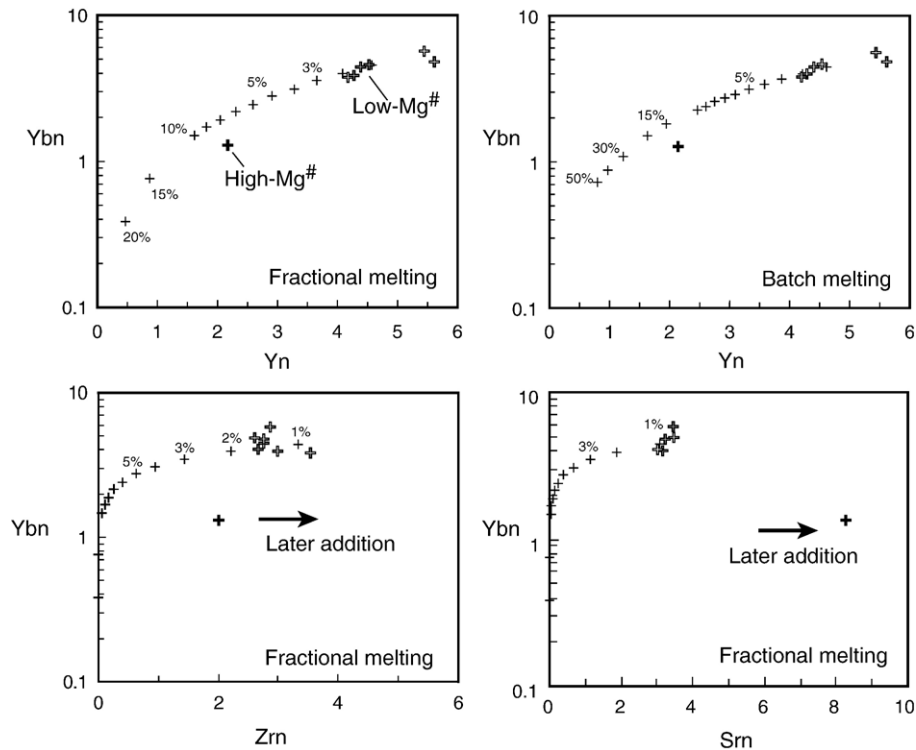 10
3%
5%
Low-Mg#
Ybn
10%
1
High-Mg#
15%
20%
Fractional melting
0.1
0 1 2 3 4 5 6
Yn
10
5%
Ybn
15%
1
30%
50%
Batch melting
0.1
0 1 2 3 4 5 6
Yn
10
1%
2%
3%
5%
Ybn
1
Later addition
Fractional melting
0.1
0 2 4 6
Zrn
10
1%
3%
Ybn
1
Later addition
Fractional melting
0.1
0 2 4 6 8 10
Srn